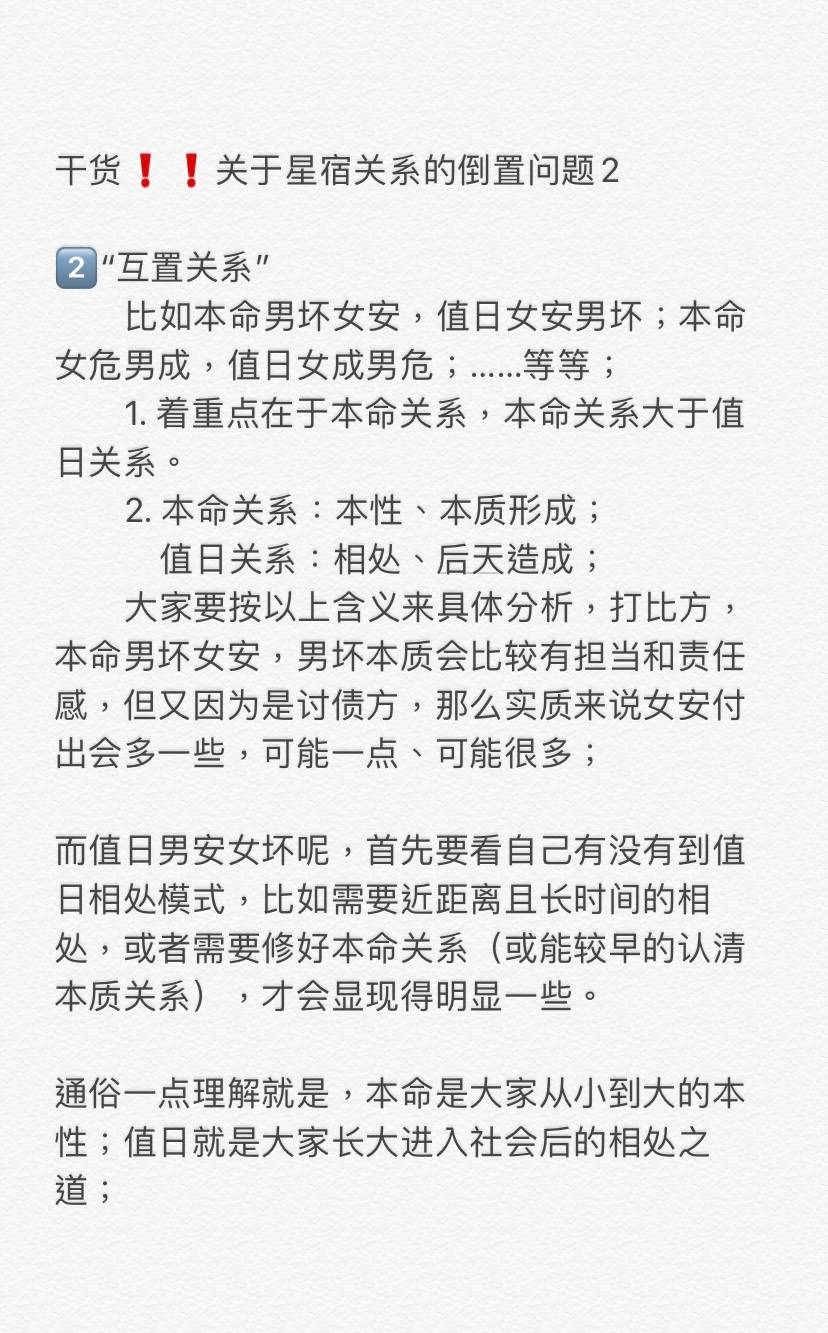 干货❗❗关于星宿关系的倒置问题2
2️⃣“互置关系”
比如本命男坏女安，值日女安男坏；本命
女危男成，值日女成男危；……等等；
1. 着重点在于本命关系，本命关系大于值
日关系。
2. 本命关系：本性、本质形成；
值日关系：相处、后天造成；
大家要按以上含义来具体分析，打比方，
本命男坏女安，男坏本质会比较有担当和责任
感，但又因为是讨债方，那么实质来说女安付
出会多一些，可能一点、可能很多；
而值日男安女坏呢，首先要看自己有没有到值
日相处模式，比如需要近距离且长时间的相
处，或者需要修好本命关系（或能较早的认清
本质关系），才会显现得明显一些。
通俗一点理解就是，本命是大家从小到大的本
性；值日就是大家长大进入社会后的相处之
道；